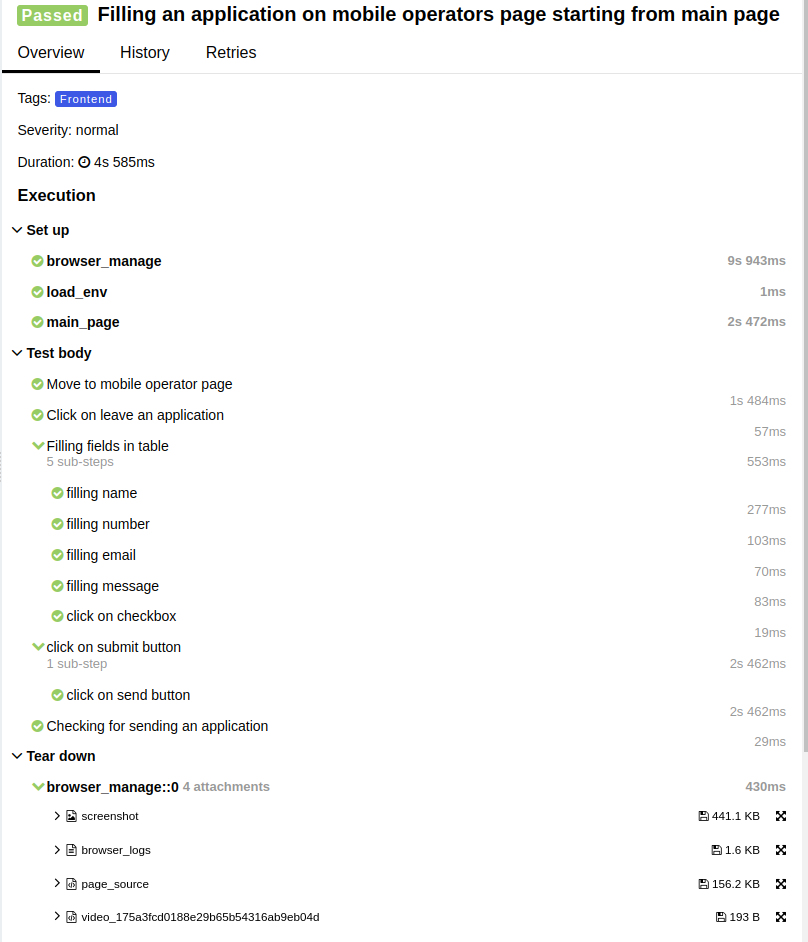 Passed Filling an application on mobile operators page starting from main page
Overview History Retries
Tags: Frontend
Severity: normal
Duration: 4s 585ms
Execution
Set up
browser_manage 9s 943ms
load_env 1ms
main_page 2s 472ms
Test body
Move to mobile operator page
1s 484ms
Click on leave an application
57ms
Filling fields in table
5 sub-steps 553ms
filling name
277ms
filling number
103ms
filling email
70ms
filling message
83ms
click on checkbox
19ms
click on submit button
1 sub-step 2s 462ms
click on send button
2s 462ms
Checking for sending an application
29ms
Tear down
browser_manage::0 4 attachments 430ms
screenshot 441.1 KB
browser_logs 1.6 KB
page_source 156.2 KB
video_175a3fcd0188e29b65b54316ab9eb04d 193 B